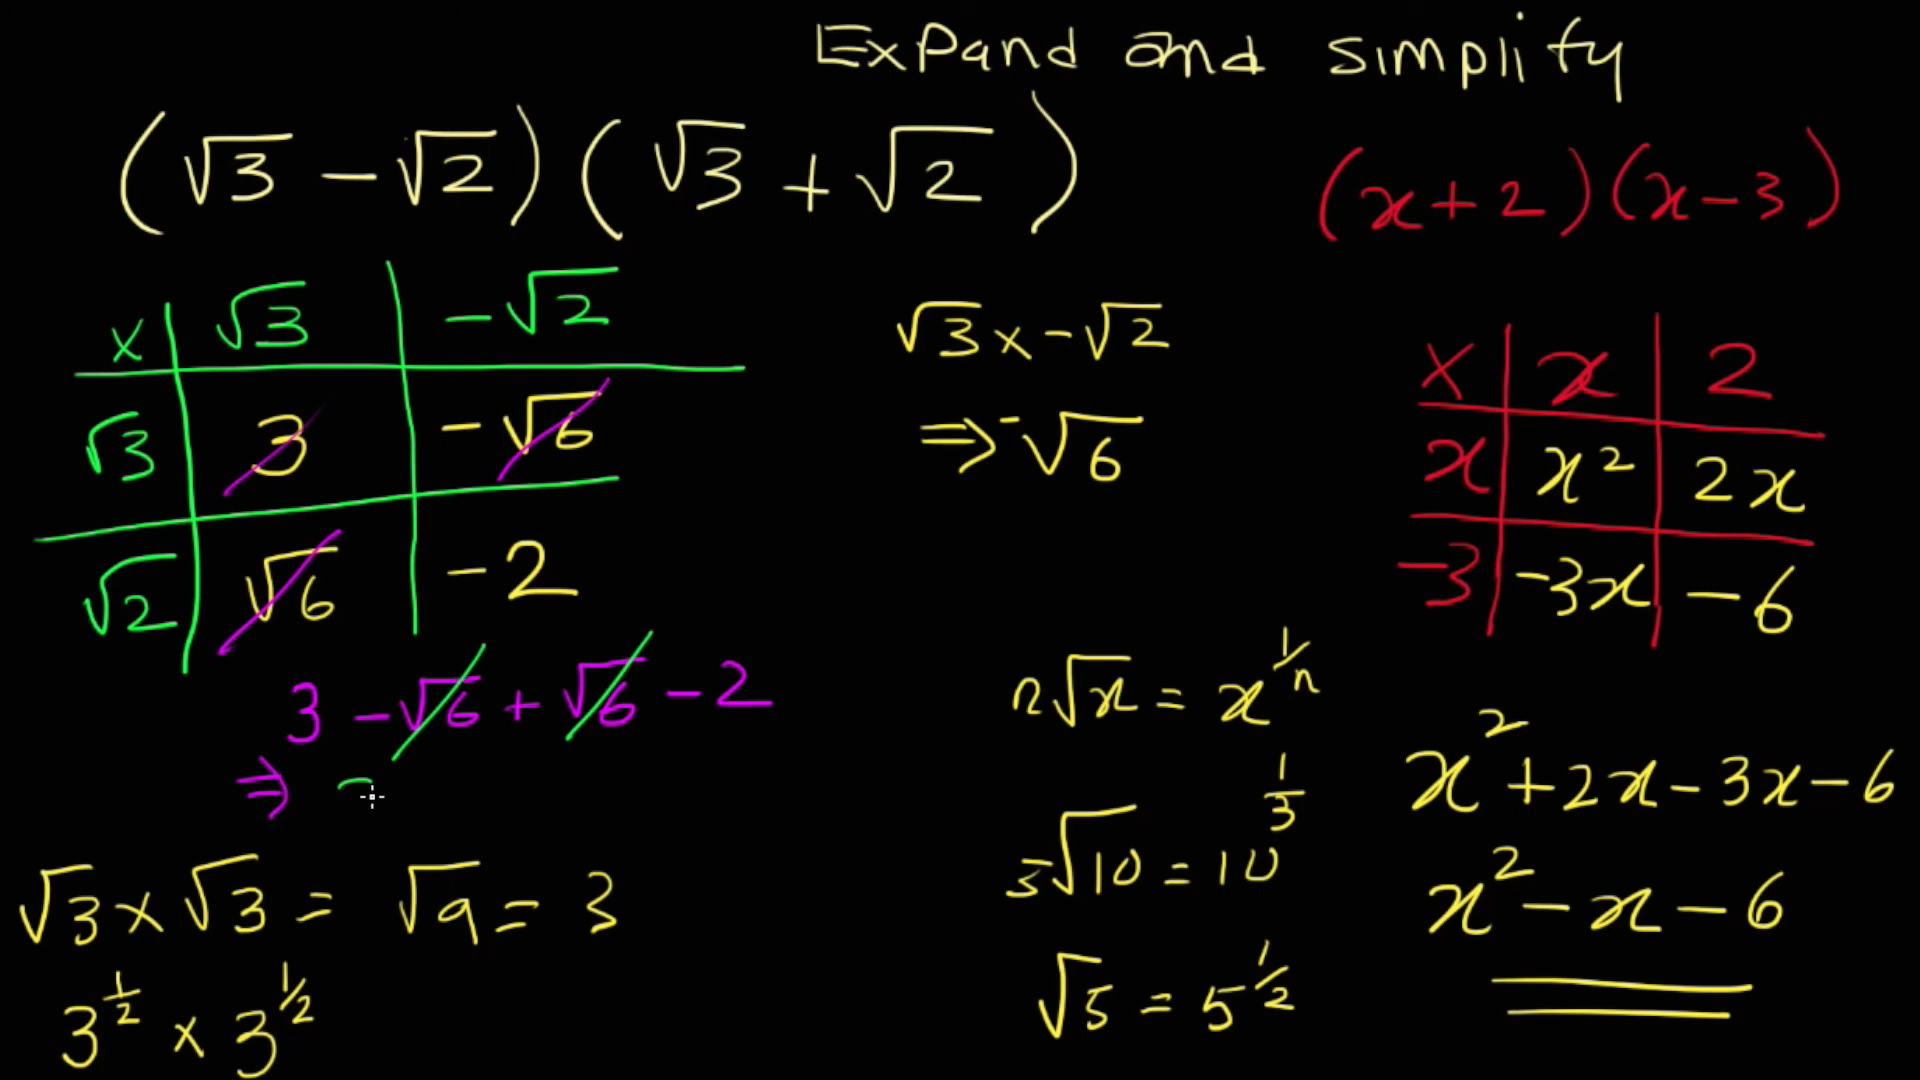 Expand and simplify
(√3 − √2)(√3 + √2)
(x + 2)(x − 3)
x √3 −√2
√3 3 −√6
√2 √6 −2
√3 x −√2
⇒ −√6
x x 2
x x² 2x
−3 −3x −6
3 − √6 + √6 − 2
⇒
√3 x √3 = √9 = 3
3^½ x 3^½
n√x = x^1/n
3√10 = 10^1/3
√5 = 5^1/2
x² + 2x − 3x − 6
x² − x − 6